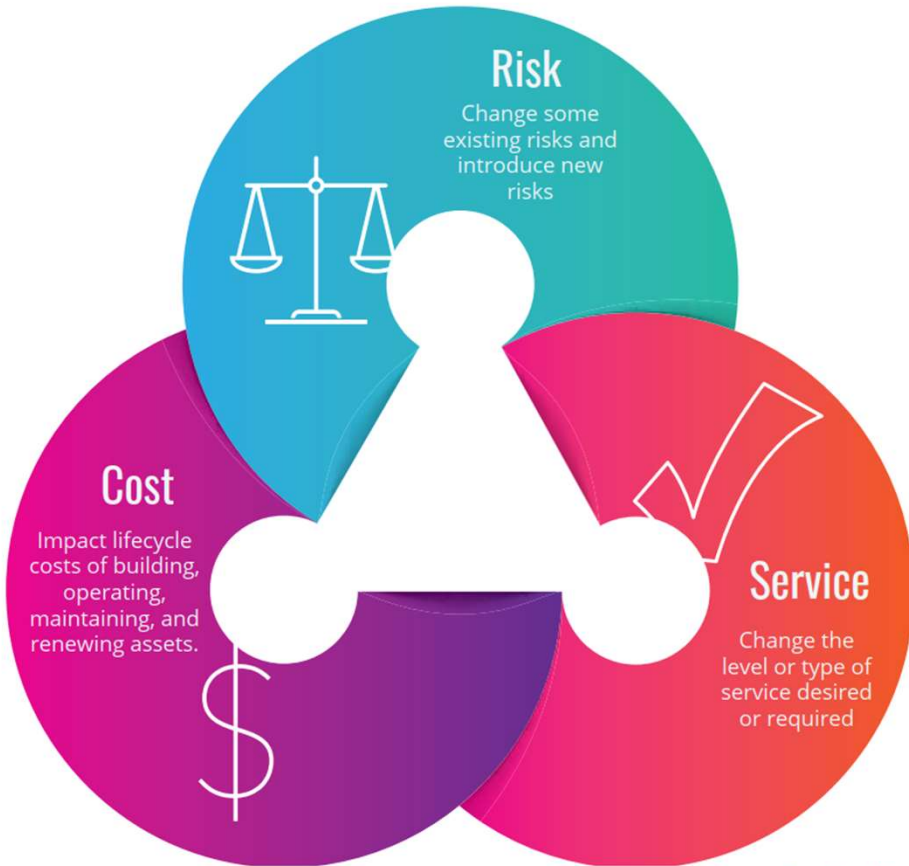 Risk
Change some
existing risks and
introduce new
risks
Cost
Impact lifecycle
costs of building,
operating,
maintaining, and
renewing assets.
Service
Change the
level or type of
service desired
or required